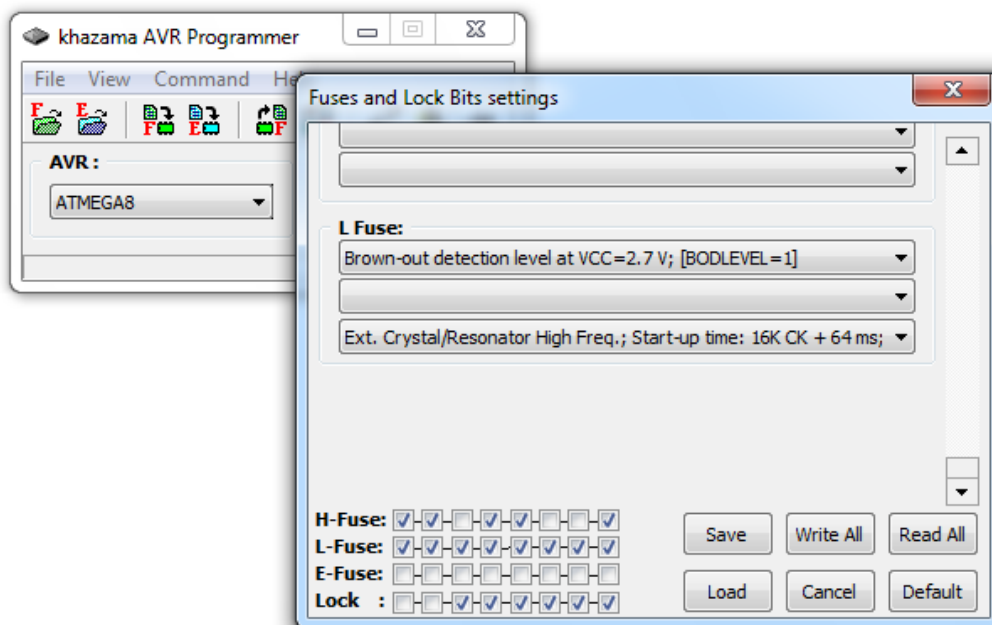 khazama AVR Programmer
File View Command He
F E F E F
AVR :
ATMEGA8
Fuses and Lock Bits settings
L Fuse:
Brown-out detection level at VCC=2.7 V; [BODLEVEL=1]
Ext. Crystal/Resonator High Freq.; Start-up time: 16K CK + 64 ms;
H-Fuse:
L-Fuse:
E-Fuse:
Lock :
Save Write All Read All
Load Cancel Default